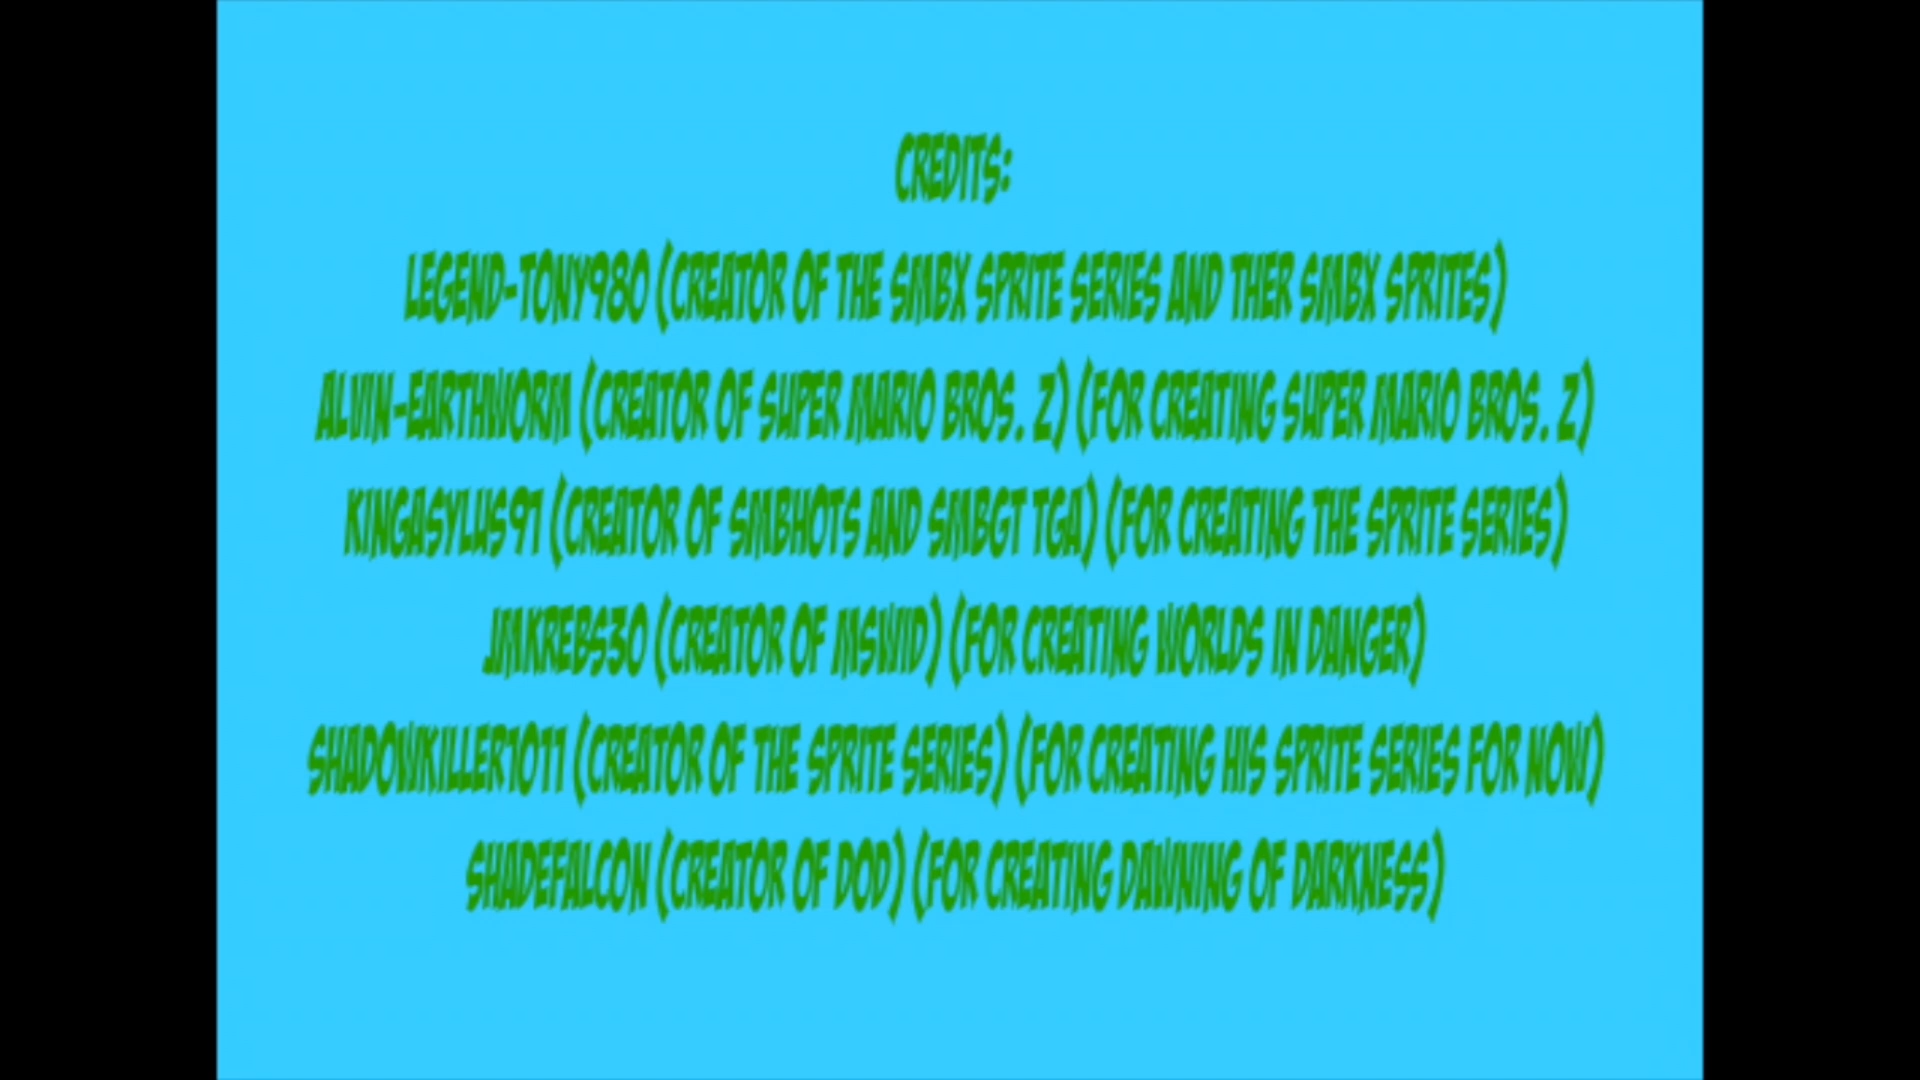 CREDITS:
LEGEND-TONY980 (CREATOR OF THE SMBX SPRITE SERIES AND THER SMBX SPRITES)
ALVIN-EARTHWORM (CREATOR OF SUPER MARIO BROS. Z) (FOR CREATING SUPER MARIO BROS. Z)
KINGASYLUS91 (CREATOR OF SMBHOTS AND SMBGT TGA) (FOR CREATING THE SPRITE SERIES)
JMKREBS30 (CREATOR OF MSWID) (FOR CREATING WORLDS IN DANGER)
SHADOWKILLER1011 (CREATOR OF THE SPRITE SERIES) (FOR CREATING HIS SPRITE SERIES FOR NOW)
SHADEFALCON (CREATOR OF DOD) (FOR CREATING DAWNING OF DARKNESS)